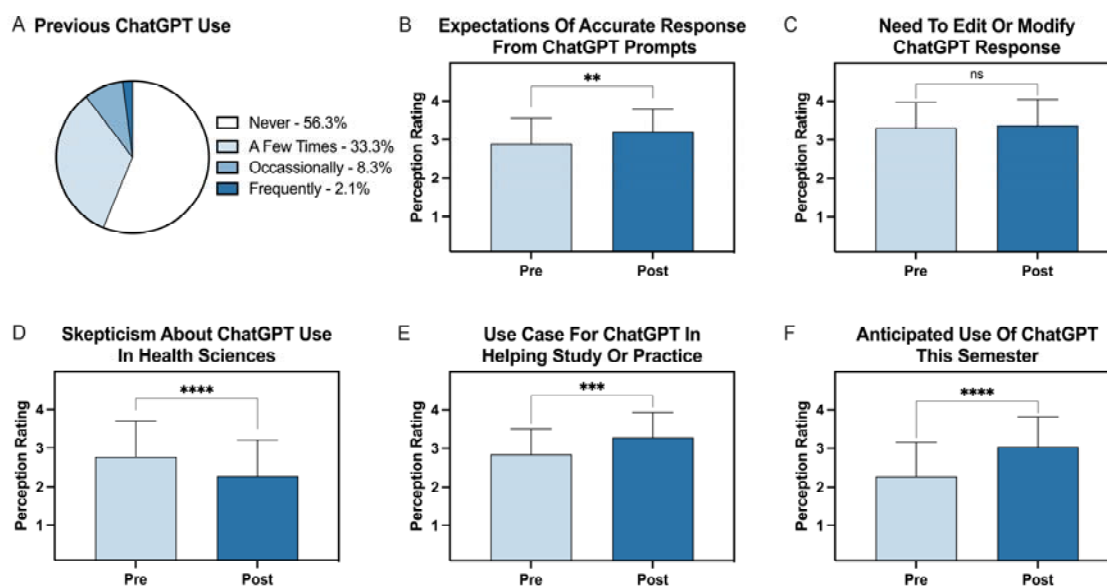 A Previous ChatGPT Use
Never - 56.3%
A Few Times - 33.3%
Occassionally - 8.3%
Frequently - 2.1%
B Expectations Of Accurate Response
From ChatGPT Prompts
Perception Rating
4
3
2
1
**
Pre Post
C Need To Edit Or Modify
ChatGPT Response
Perception Rating
4
3
2
1
ns
Pre Post
D Skepticism About ChatGPT Use
In Health Sciences
Perception Rating
4
3
2
1
****
Pre Post
E Use Case For ChatGPT In
Helping Study Or Practice
Perception Rating
4
3
2
1
***
Pre Post
F Anticipated Use Of ChatGPT
This Semester
Perception Rating
4
3
2
1
****
Pre Post